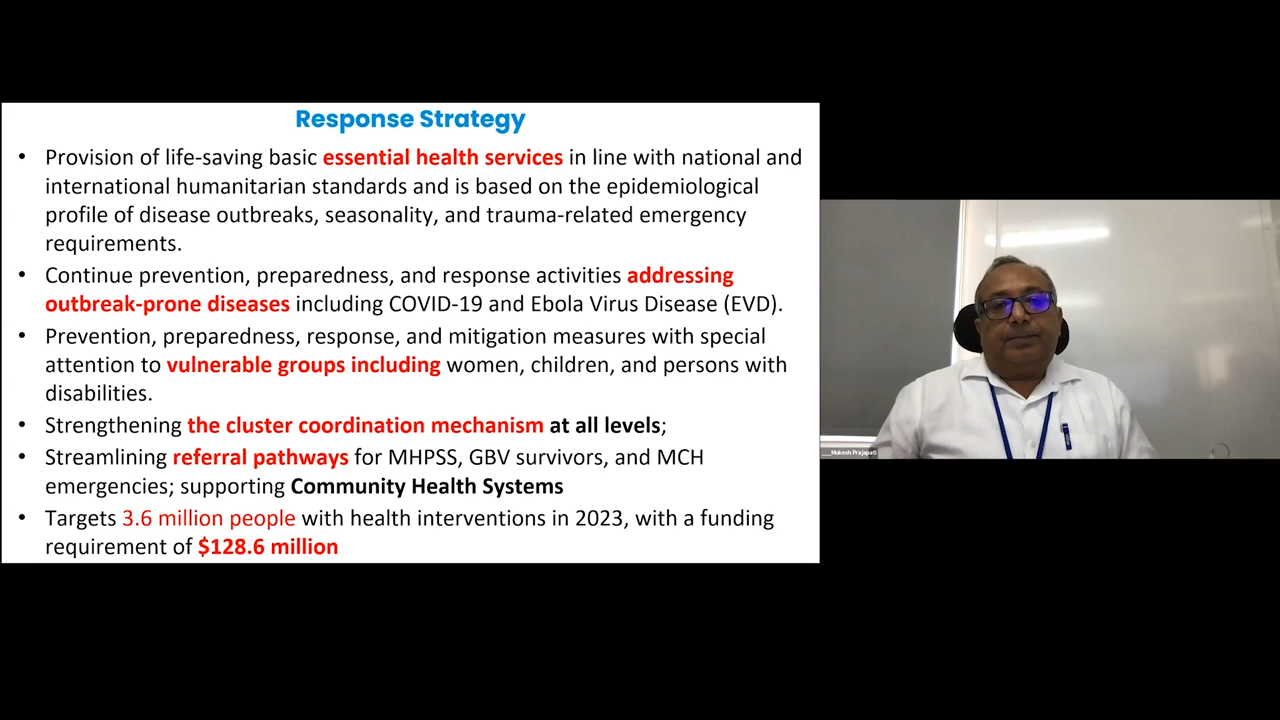 Response Strategy
• Provision of life-saving basic essential health services in line with national and
international humanitarian standards and is based on the epidemiological
profile of disease outbreaks, seasonality, and trauma-related emergency
requirements.
• Continue prevention, preparedness, and response activities addressing
outbreak-prone diseases including COVID-19 and Ebola Virus Disease (EVD).
• Prevention, preparedness, response, and mitigation measures with special
attention to vulnerable groups including women, children, and persons with
disabilities.
• Strengthening the cluster coordination mechanism at all levels;
• Streamlining referral pathways for MHPSS, GBV survivors, and MCH
emergencies; supporting Community Health Systems
• Targets 3.6 million people with health interventions in 2023, with a funding
requirement of $128.6 million
___Mukesh Prajapati